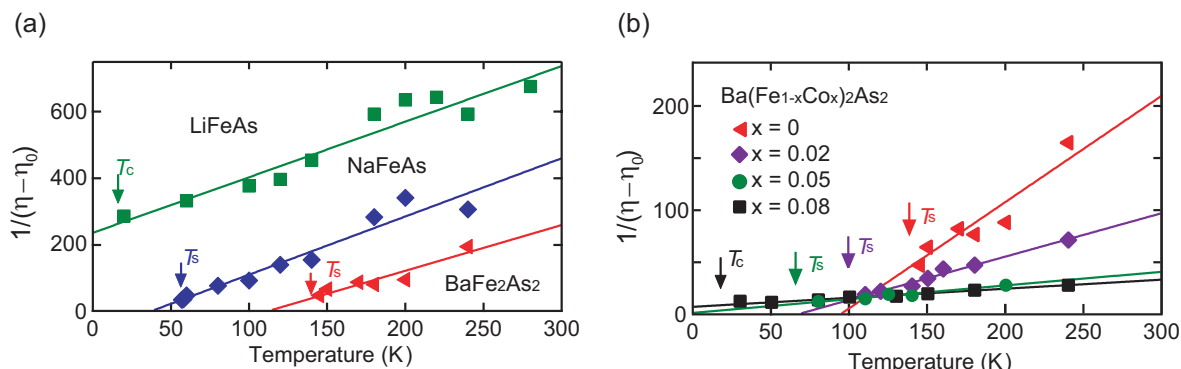 (a)
(b)
1/(η−η0)
600
400
200
0
LiFeAs
NaFeAs
BaFe2As2
Tc
Ts
Ts
0
50
100
150
200
250
300
Temperature (K)
1/(η−η0)
200
150
100
50
0
Ba(Fe1-xCox)2As2
x = 0
x = 0.02
x = 0.05
x = 0.08
Tc
Ts
Ts
Ts
0
50
100
150
200
250
300
Temperature (K)